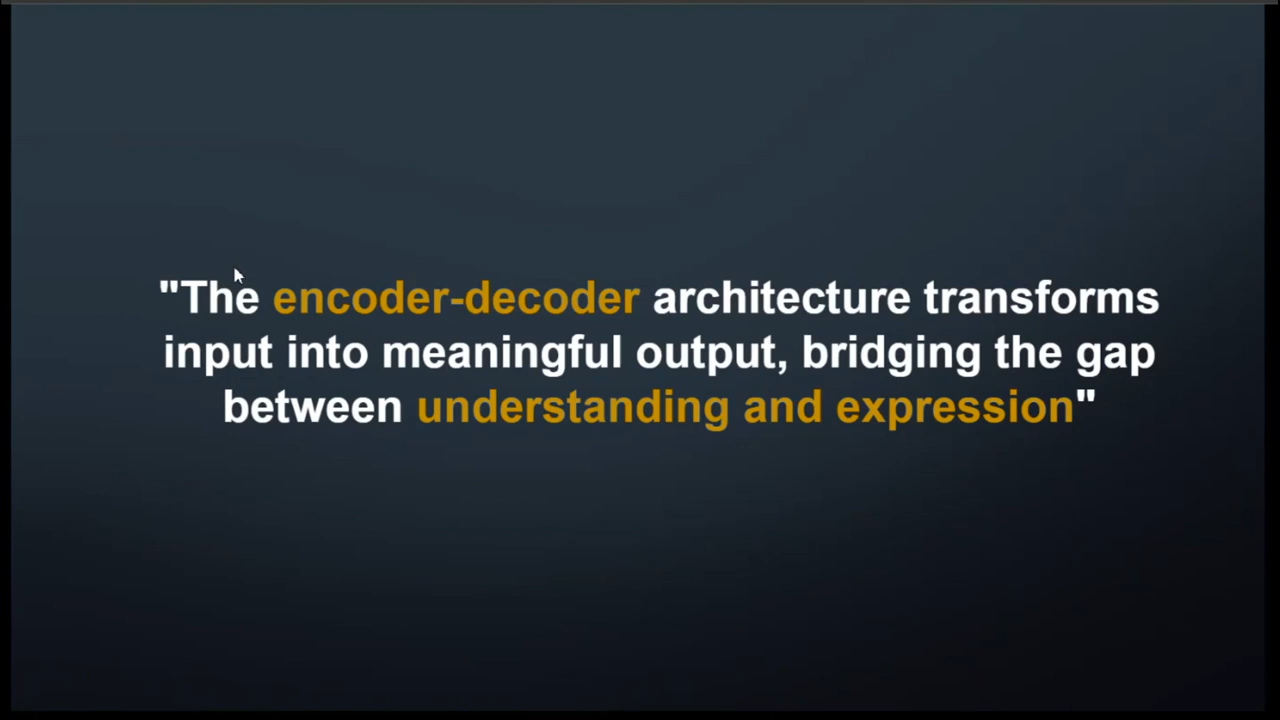 "The encoder-decoder architecture transforms
input into meaningful output, bridging the gap
between understanding and expression"